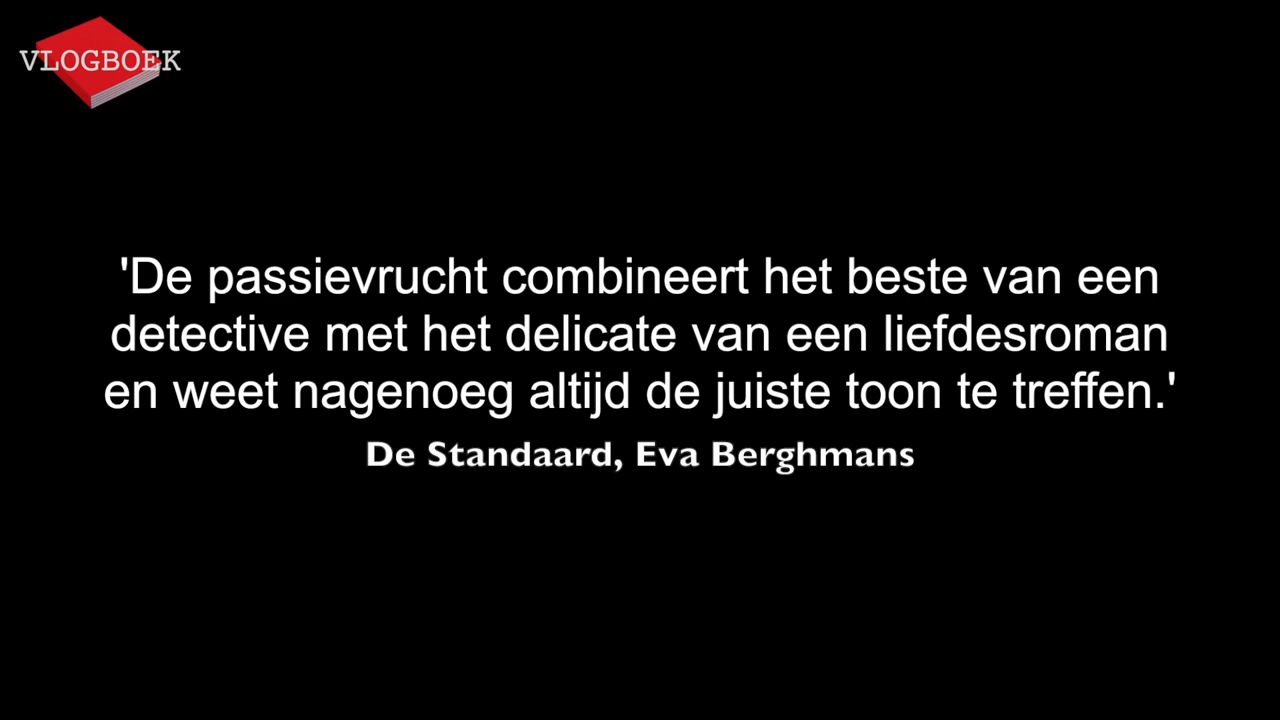 VLOGBOEK
'De passievrucht combineert het beste van een
detective met het delicate van een liefdesroman
en weet nagenoeg altijd de juiste toon te treffen.'
De Standaard, Eva Berghmans